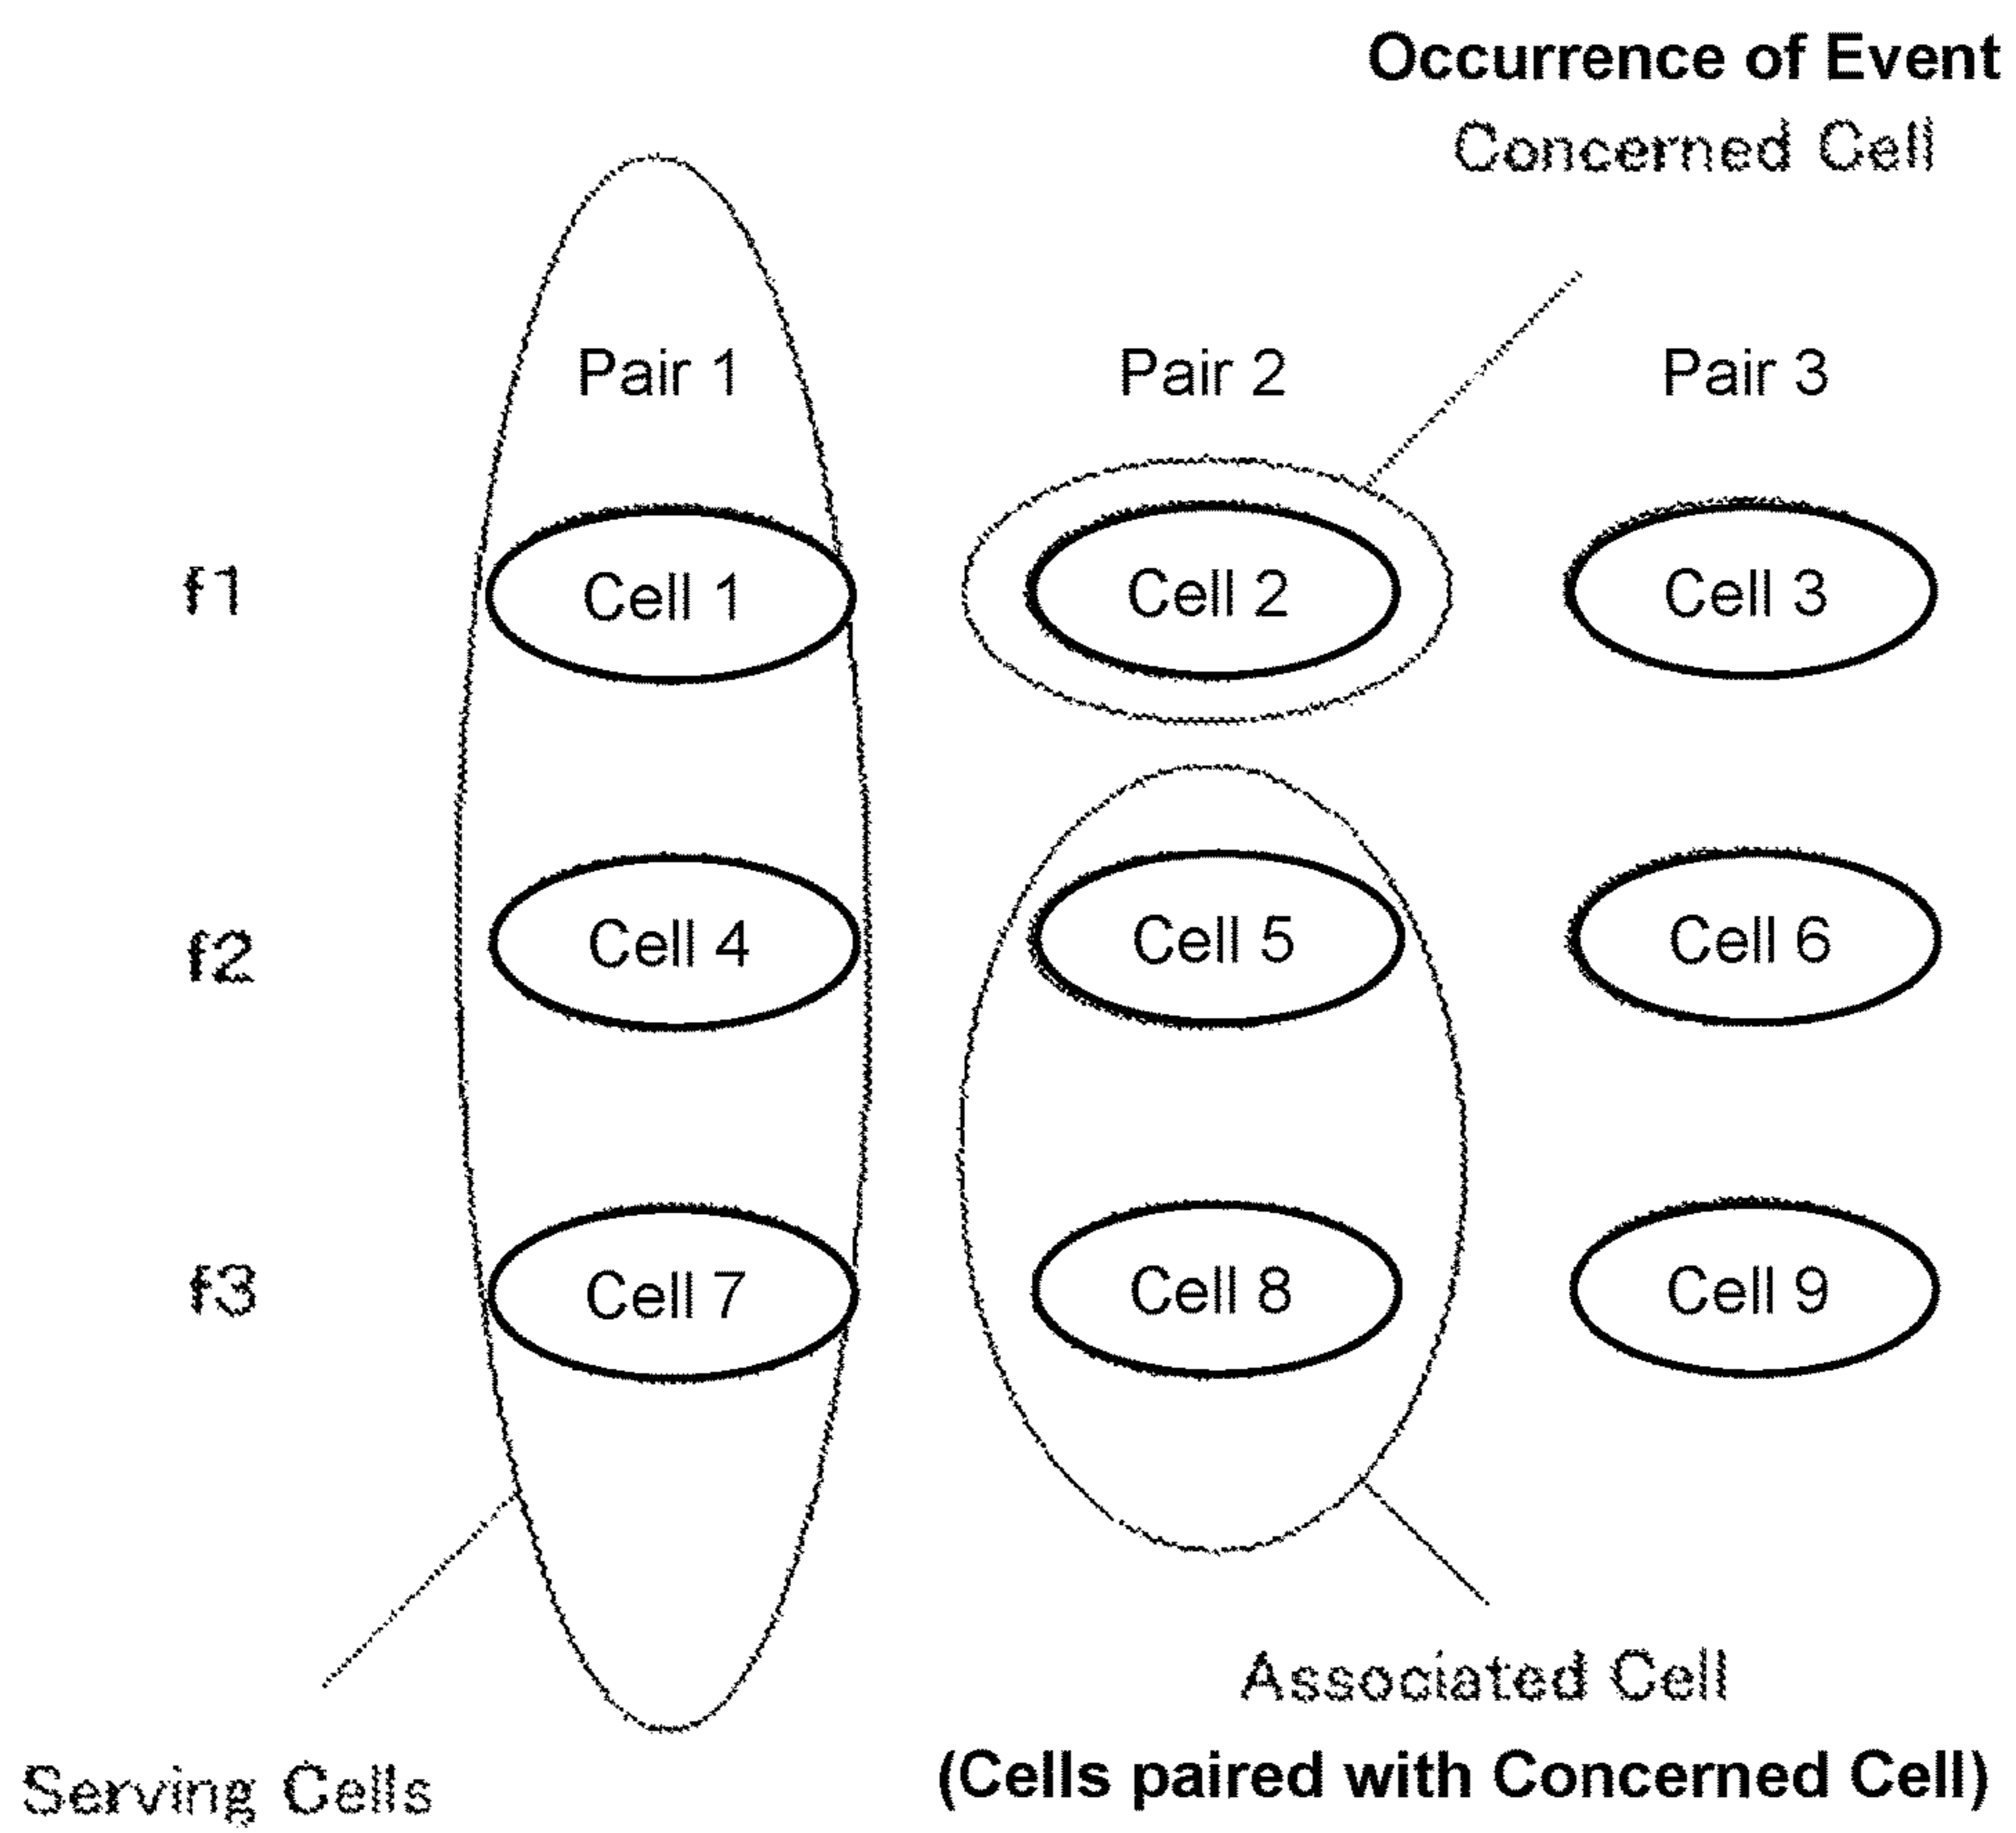 Occurrence of Event
Concerned Cell
Pair 1
Pair 2
Pair 3
f1
Cell 1
Cell 2
Cell 3
f2
Cell 4
Cell 5
Cell 6
f3
Cell 7
Cell 8
Cell 9
Associated Cell
(Cells paired with Concerned Cell)
Serving Cells